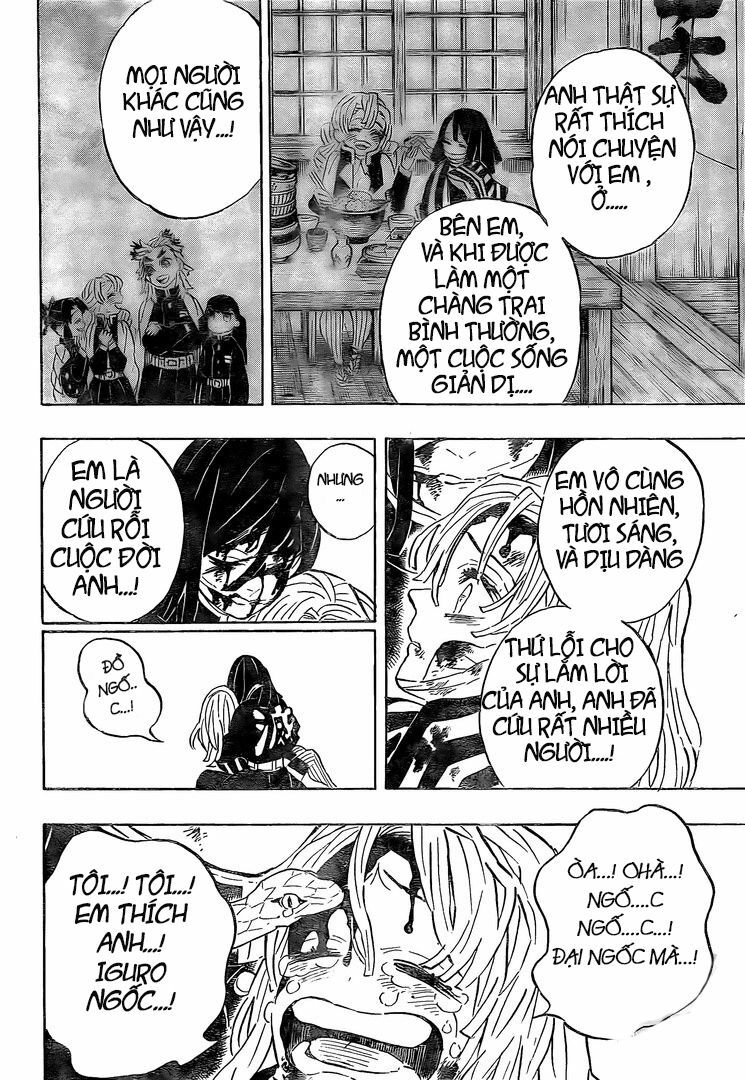 ANH THẬT SỰ
RẤT THÍCH
NÓI CHUYỆN
VỚI EM ,
Ở.....
BÊN EM,
VÀ KHI ĐƯỢC
LÀM MỘT
CHÀNG TRAI
BÌNH THƯỜNG,
MỘT CUỘC SỐNG
GIẢN DỊ....
MỌI NGƯỜI
KHÁC CŨNG
NHƯ VẬY...!
EM VÔ CÙNG
HỒN NHIÊN,
TƯƠI SÁNG,
VÀ DỊU DÀNG
THỨ LỖI CHO
SỰ LẮM LỜI
CỦA ANH, ANH ĐÃ
CỨU RẤT NHIỀU
NGƯỜI....!
NHƯNG
...
EM LÀ
NGƯỜI
CỨU RỖI
CUỘC ĐỜI
ANH...!
ĐỒ
NGỐ..
C...!
ÒA...! OHÀ...!
NGỐ....C
NGỐ....C...!
ĐẠI NGỐC MÀ...!
TÔI...! TÔI...!
EM THÍCH
ANH...!
IGURO
NGỐC...!